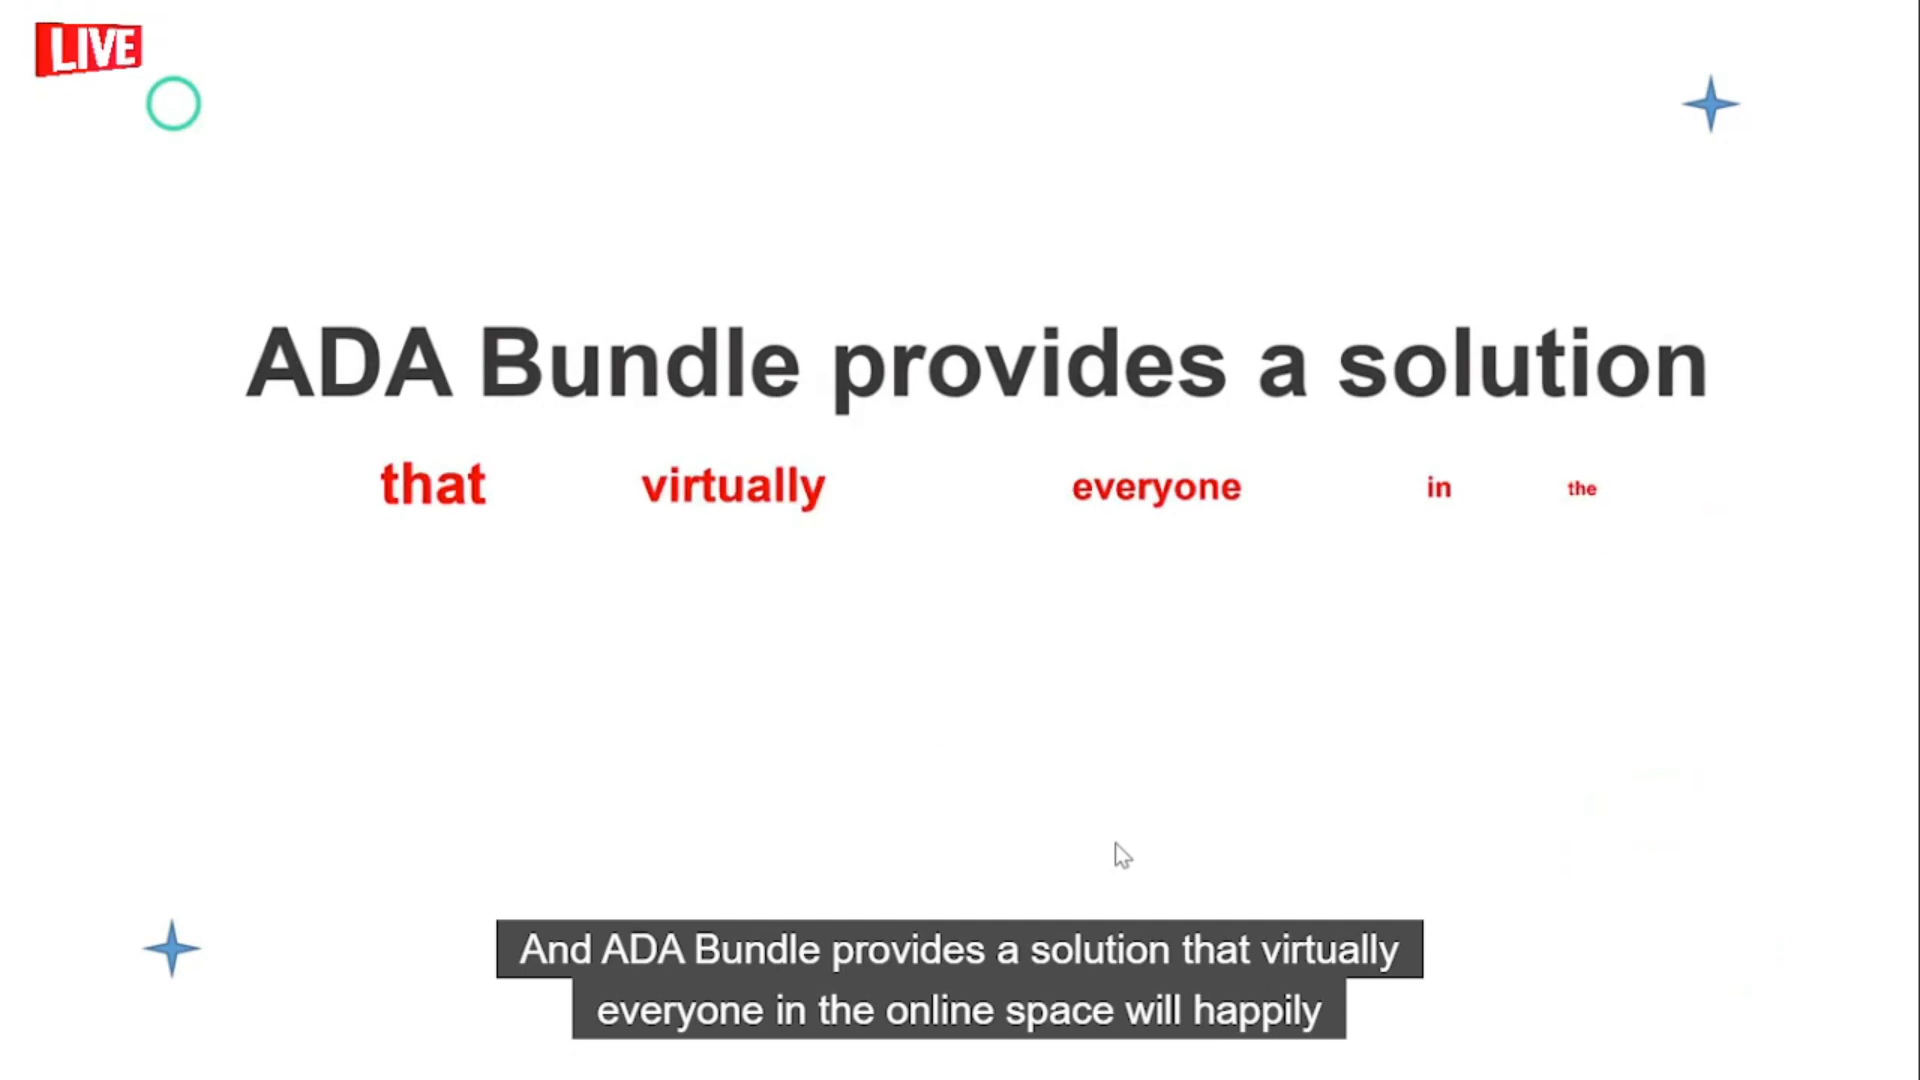 LIVE
ADA Bundle provides a solution
that virtually everyone in the
And ADA Bundle provides a solution that virtually
everyone in the online space will happily